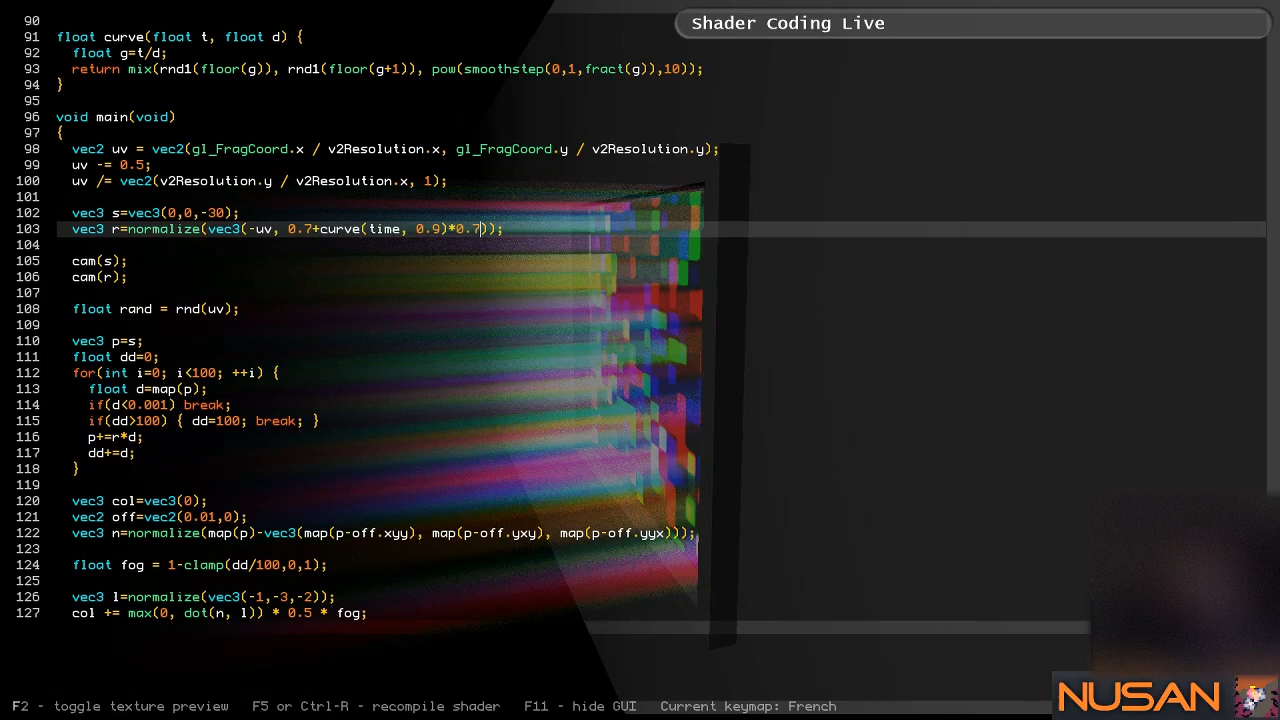 Shader Coding Live
90
91 float curve(float t, float d) {
92 float g=t/d;
93 return mix(rnd1(floor(g)), rnd1(floor(g+1)), pow(smoothstep(0,1,fract(g)),10));
94 }
95
96 void main(void)
97 {
98 vec2 uv = vec2(gl_FragCoord.x / v2Resolution.x, gl_FragCoord.y / v2Resolution.y);
99 uv -= 0.5;
100 uv /= vec2(v2Resolution.y / v2Resolution.x, 1);
101
102 vec3 s=vec3(0,0,-30);
103 vec3 r=normalize(vec3(-uv, 0.7+curve(time, 0.9)*0.7));
104
105 cam(s);
106 cam(r);
107
108 float rand = rnd(uv);
109
110 vec3 p=s;
111 float dd=0;
112 for(int i=0; i<100; ++i) {
113 float d=map(p);
114 if(d<0.001) break;
115 if(dd>100) { dd=100; break; }
116 p+=r*d;
117 dd+=d;
118 }
119
120 vec3 col=vec3(0);
121 vec2 off=vec2(0.01,0);
122 vec3 n=normalize(map(p)-vec3(map(p-off.xyy), map(p-off.yxy), map(p-off.yyx)));
123
124 float fog = 1-clamp(dd/100,0,1);
125
126 vec3 l=normalize(vec3(-1,-3,-2));
127 col += max(0, dot(n, l)) * 0.5 * fog;
F2 - toggle texture preview F5 or Ctrl-R - recompile shader F11 - hide GUI Current keymap: French
NUSAN